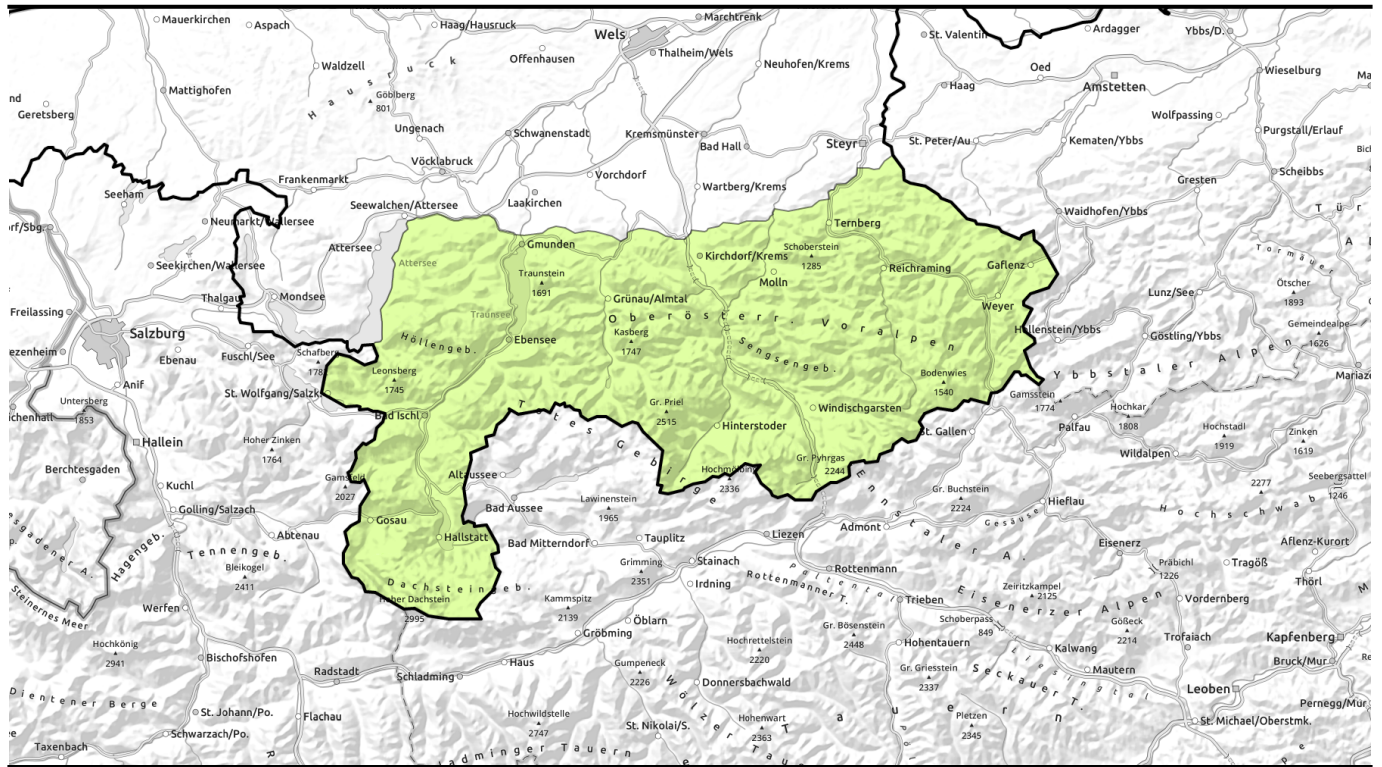 Mauerkirchen
Aspach
Haag/Hausruck
Marchtrenk
St. Valentin
Ardagger
Ybbs/D.
Wels
Thalheim/Wels
Offenhausen
Waldzell
Neuhofen/Krems
Oed
Wieselburg
Hausruck
Göblberg
801
Mattighofen
Haag
Amstetten
Geretsberg
Wolfpassing
Ungenach
Schwanenstadt
Kremsmünster
Bad Hall
Steyr
St. Peter/Au
Kematen/Ybbs
Purgstall/Erlauf
Vöcklabruck
Frankenmarkt
Vorchdorf
Wartberg/Krems
Gresten
Scheibbs
Seeham
Seewalchen/Attersee
Laakirchen
Neumarkt/Wallersee
Ternberg
Waidhofen/Ybbs
rf/Sbg.
Attersee
Gmunden
Kirchdorf/Krems
Schoberstein
1285
Seekirchen/Wallersee
Attersee
Traunstein
1691
Molln
Reichraming
Gaflenz
Tormäuer
Ötscher
1893
Thalgau
Mondsee
Grünau/Almtal
Weyer
Lunz/See
Freilassing
Traunsee
Oberösterr. Voralpen
Hollenstein/Ybbs
Göstling/Ybbs
Gemeindealpe
1626
Salzburg
Höllengeb.
Ebensee
Kasberg
1747
Sengsengeb.
Ybbstaler Alpen
ezenheim
Ebenau
Fuschl/See
Schafberg
Leonsberg
1745
Bodenwies
1540
Anif
St. Wolfgang/Salzk
Gamsstein
1774
Mariaz
Untersberg
1853
ichenhall
Bad Ischl
Totes Gebirge
Gr. Priel
2515
Windischgarsten
Hochkar
1808
Hallein
Hoher Zinken
1764
Hinterstoder
St. Gallen
Palfau
Hochstadl
1919
Zinken
1619
Wildalpen
Berchtesgaden
Gamsfeld
2027
Altaussee
Hochmölbing
2336
Gr. Pyhrgas
2244
Ennstaler A.
Seebergsattel
1246
2277
Kuchl
Bad Aussee
Lawinenstein
1965
Gr. Buchstein
2224
Hieflau
Hochschwab
Golling/Salzach
Gosau
Gesäuse
Admont
Abtenau
Hallstatt
Bad Mitterndorf
Tauplitz
Liezen
Eisenerz
Aflenz-Kurort
Hagengeb.
Tennengeb.
Bleikogel
2411
Grimming
2351
Stainach
Rottenmann
Präbichl
1226
Tragöß
Thörl
Steinernes Meer
Dachsteingeb.
Irdning
Rottenmanner T.
Paltental
Zeiritzkampel
2125
Eisenerzer Alpen
Werfen
Hoher Dachstein
2995
Kammspitz
2139
Trieben
Vordernberg
Hochkönig
2941
Gröbming
Öblarn
Gr. Bösenstein
2448
Schoberpass
849
Gößeck
2214
Trofaiach
Kapfenberg
Hochrettelstein
2220
Hohentauern
Kalwang
Bischofshofen
Radstadt
Haus
Gumpeneck
2226
Gr. Griesstein
2337
Liesingtal
Mautern
Bruck/Mur
Schladming
Donnersbachwald
Seckauer T.
Leoben
Dientener Berge
St. Johann/Po.
Flachau
Hochwildstelle
2747
St. Nikolai/S.
Hohenwart
2363
Pletzen
2345
St. Michael/Oberstmk.
Pernegg/Mur
Schwarzach/Po.
Taxenbach
adminger Tauern
Wölzer Tau
Tauern